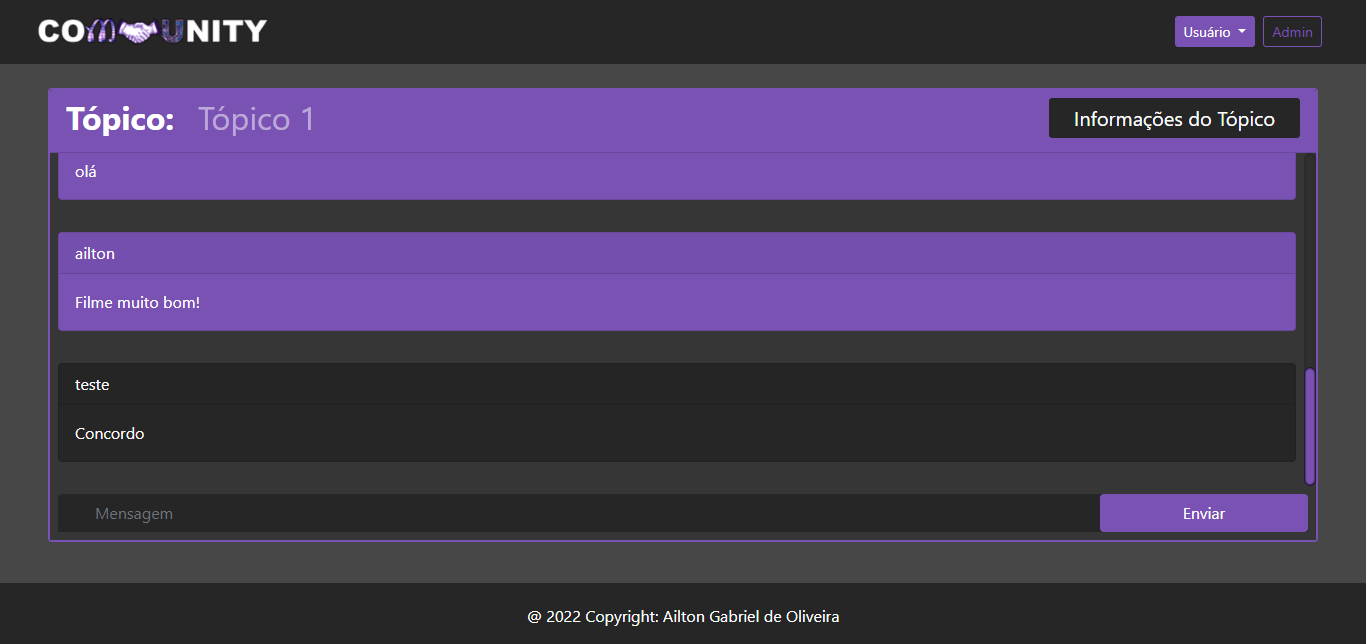 COMMUNITY
Usuário
Admin
Tópico: Tópico 1
Informações do Tópico
olá
ailton
Filme muito bom!
teste
Concordo
Mensagem
Enviar
@ 2022 Copyright: Ailton Gabriel de Oliveira